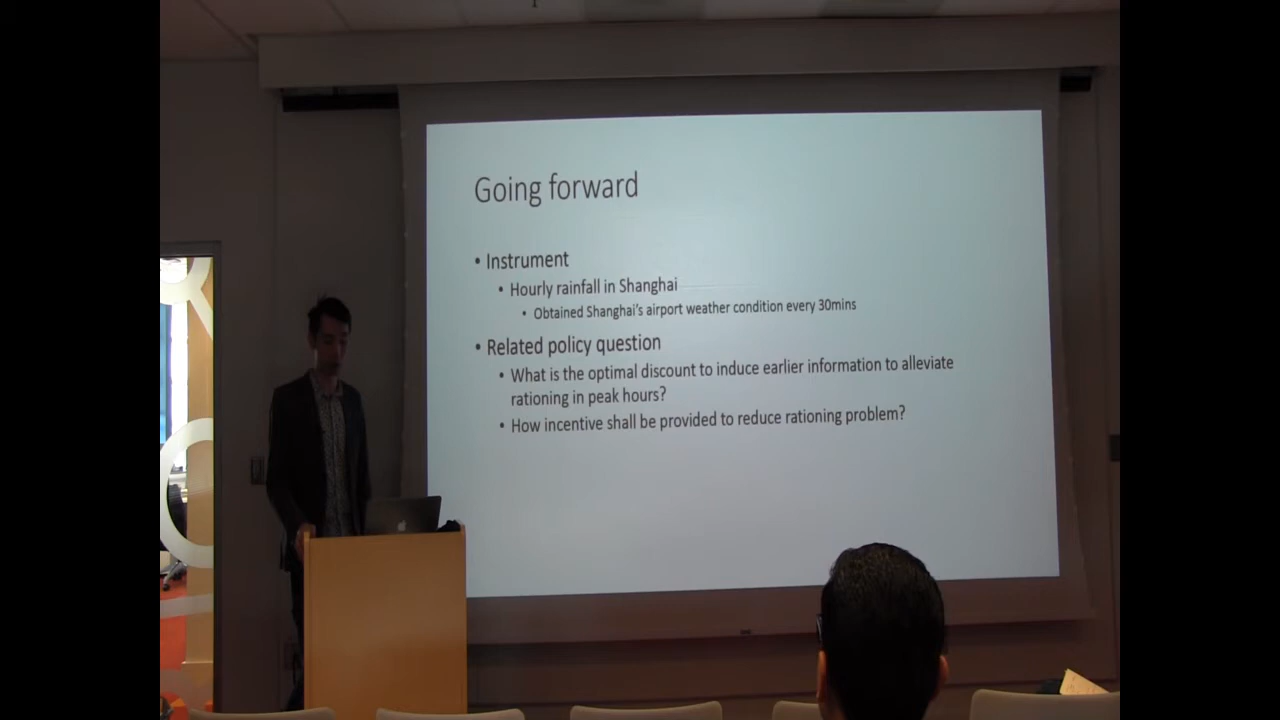 Going forward
• Instrument
• Hourly rainfall in Shanghai
• Obtained Shanghai's airport weather condition every 30mins
• Related policy question
• What is the optimal discount to induce earlier information to alleviate
rationing in peak hours?
• How incentive shall be provided to reduce rationing problem?